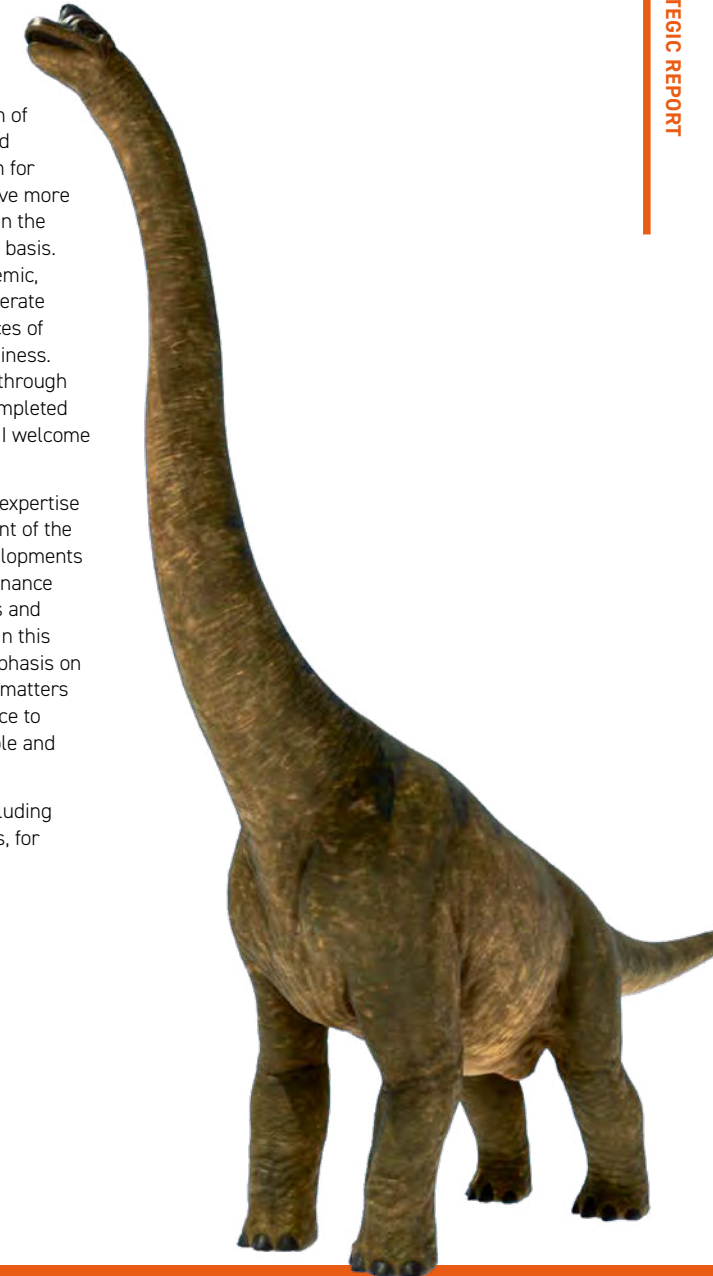 n of
d
n for
ve more
n the
basis.
emic,
erate
ces of
iness.
through
mpleted
I welcome
expertise
nt of the
lopments
nance
s and
n this
phasis on
matters
ce to
le and
luding
s, for
TEGIC REPORT